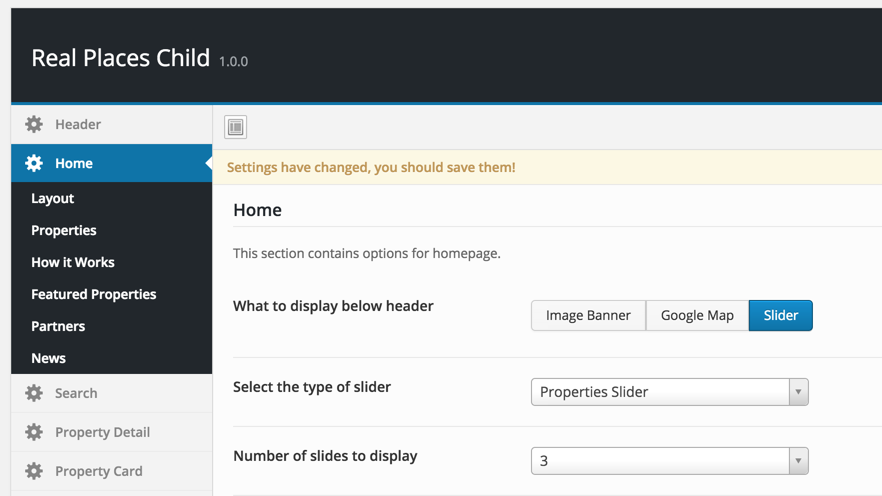 Real Places Child 1.0.0
Header
Home
Layout
Properties
How it Works
Featured Properties
Partners
News
Search
Property Detail
Property Card
Settings have changed, you should save them!
Home
This section contains options for homepage.
What to display below header
Image Banner Google Map Slider
Select the type of slider
Properties Slider
Number of slides to display
3